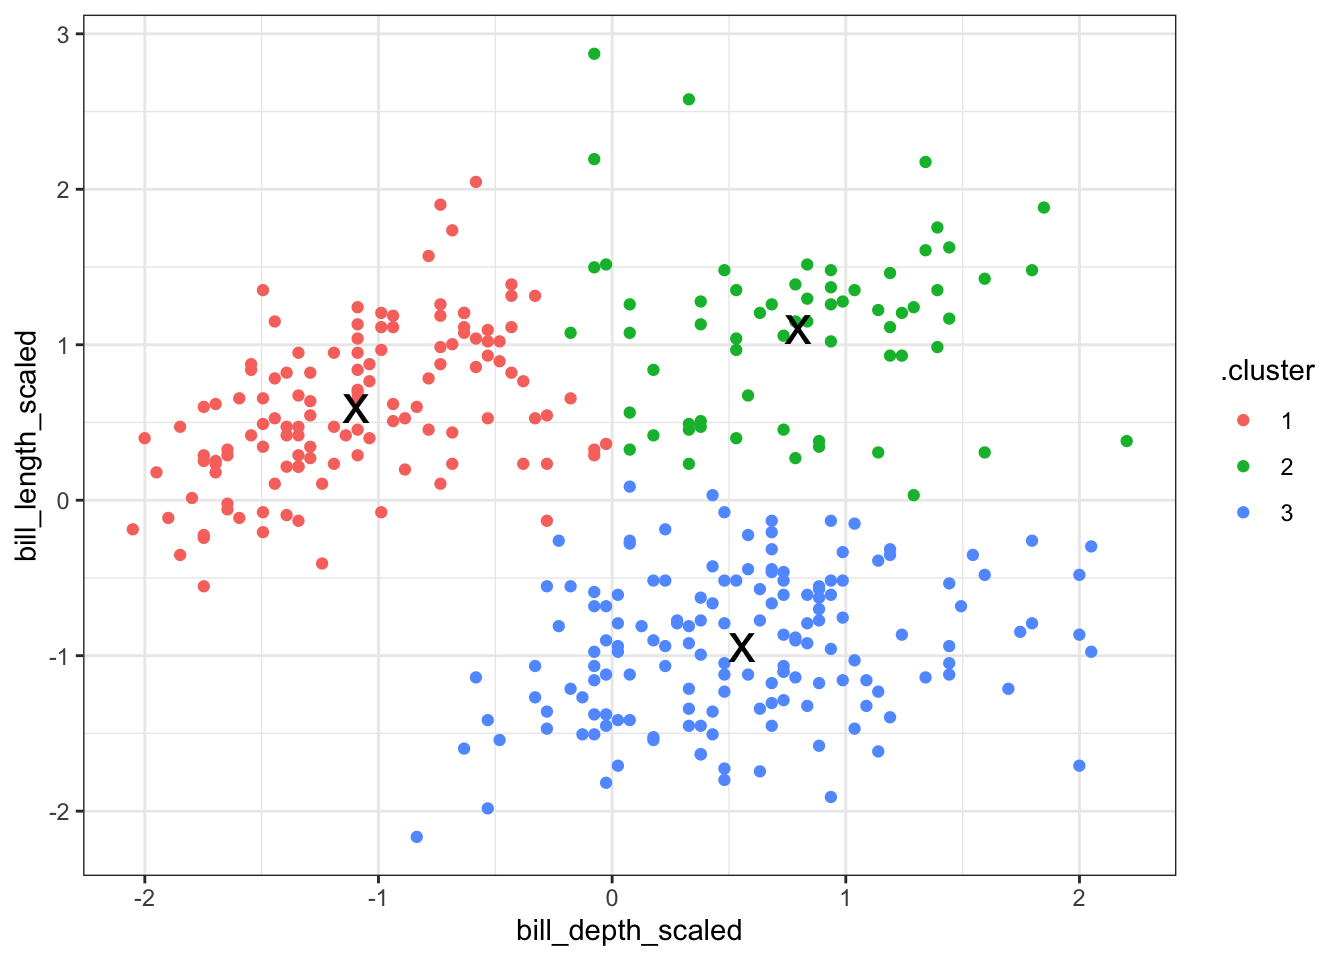 3
2
1
0
-1
-2
bill_length_scaled
-2 -1 0 1 2
bill_depth_scaled
X
X
X
.cluster
1
2
3